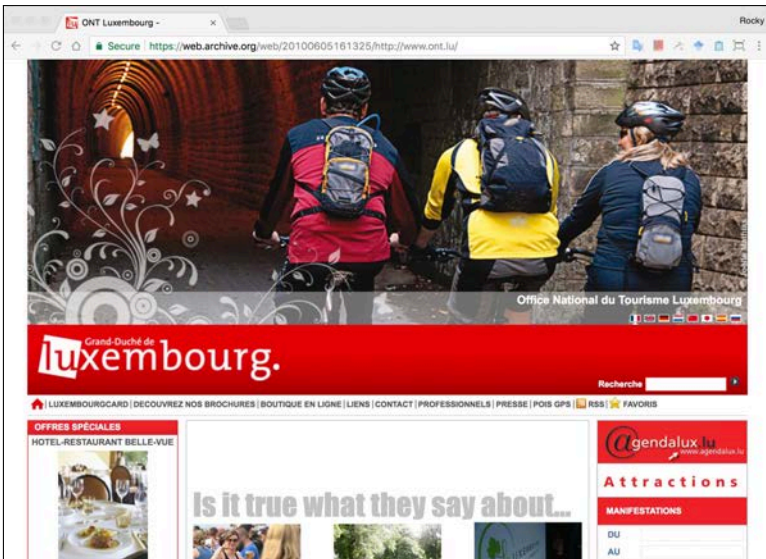 ONT Luxembourg -
Rocky
Secure
https://web.archive.org/web/20100605161325/http://www.ont.lu/
Office National du Tourisme Luxembourg
Grand-Duché de
luxembourg.
Recherche
LUXEMBOURGCARD | DECOUVREZ NOS BROCHURES | BOUTIQUE EN LIGNE | LIENS | CONTACT | PROFESSIONNELS | PRESSE | POIS GPS | RSS | FAVORIS
OFFRES SPÉCIALES
HOTEL-RESTAURANT BELLE-VUE
Is it true what they say about...
@gendalux.lu
www.agendalux.lu
Attractions
MANIFESTATIONS
DU
AU